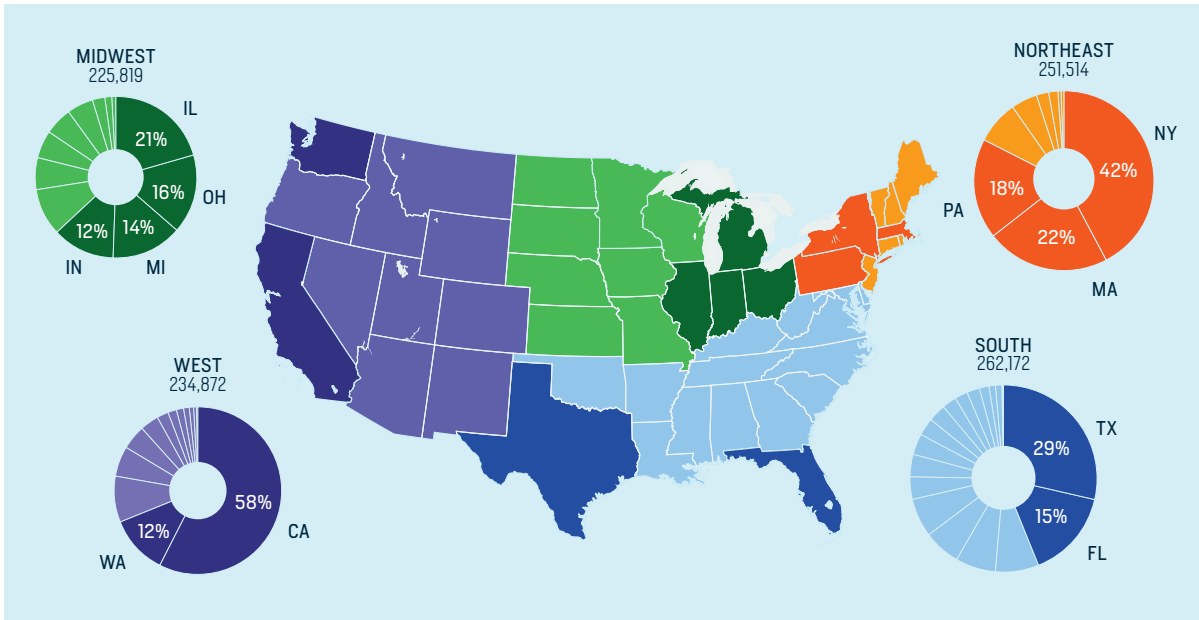 MIDWEST
225,819
IL
21%
OH
16%
14%
12%
IN
MI
NORTHEAST
251,514
NY
42%
18%
PA
22%
MA
WEST
234,872
58%
CA
12%
WA
SOUTH
262,172
TX
29%
15%
FL